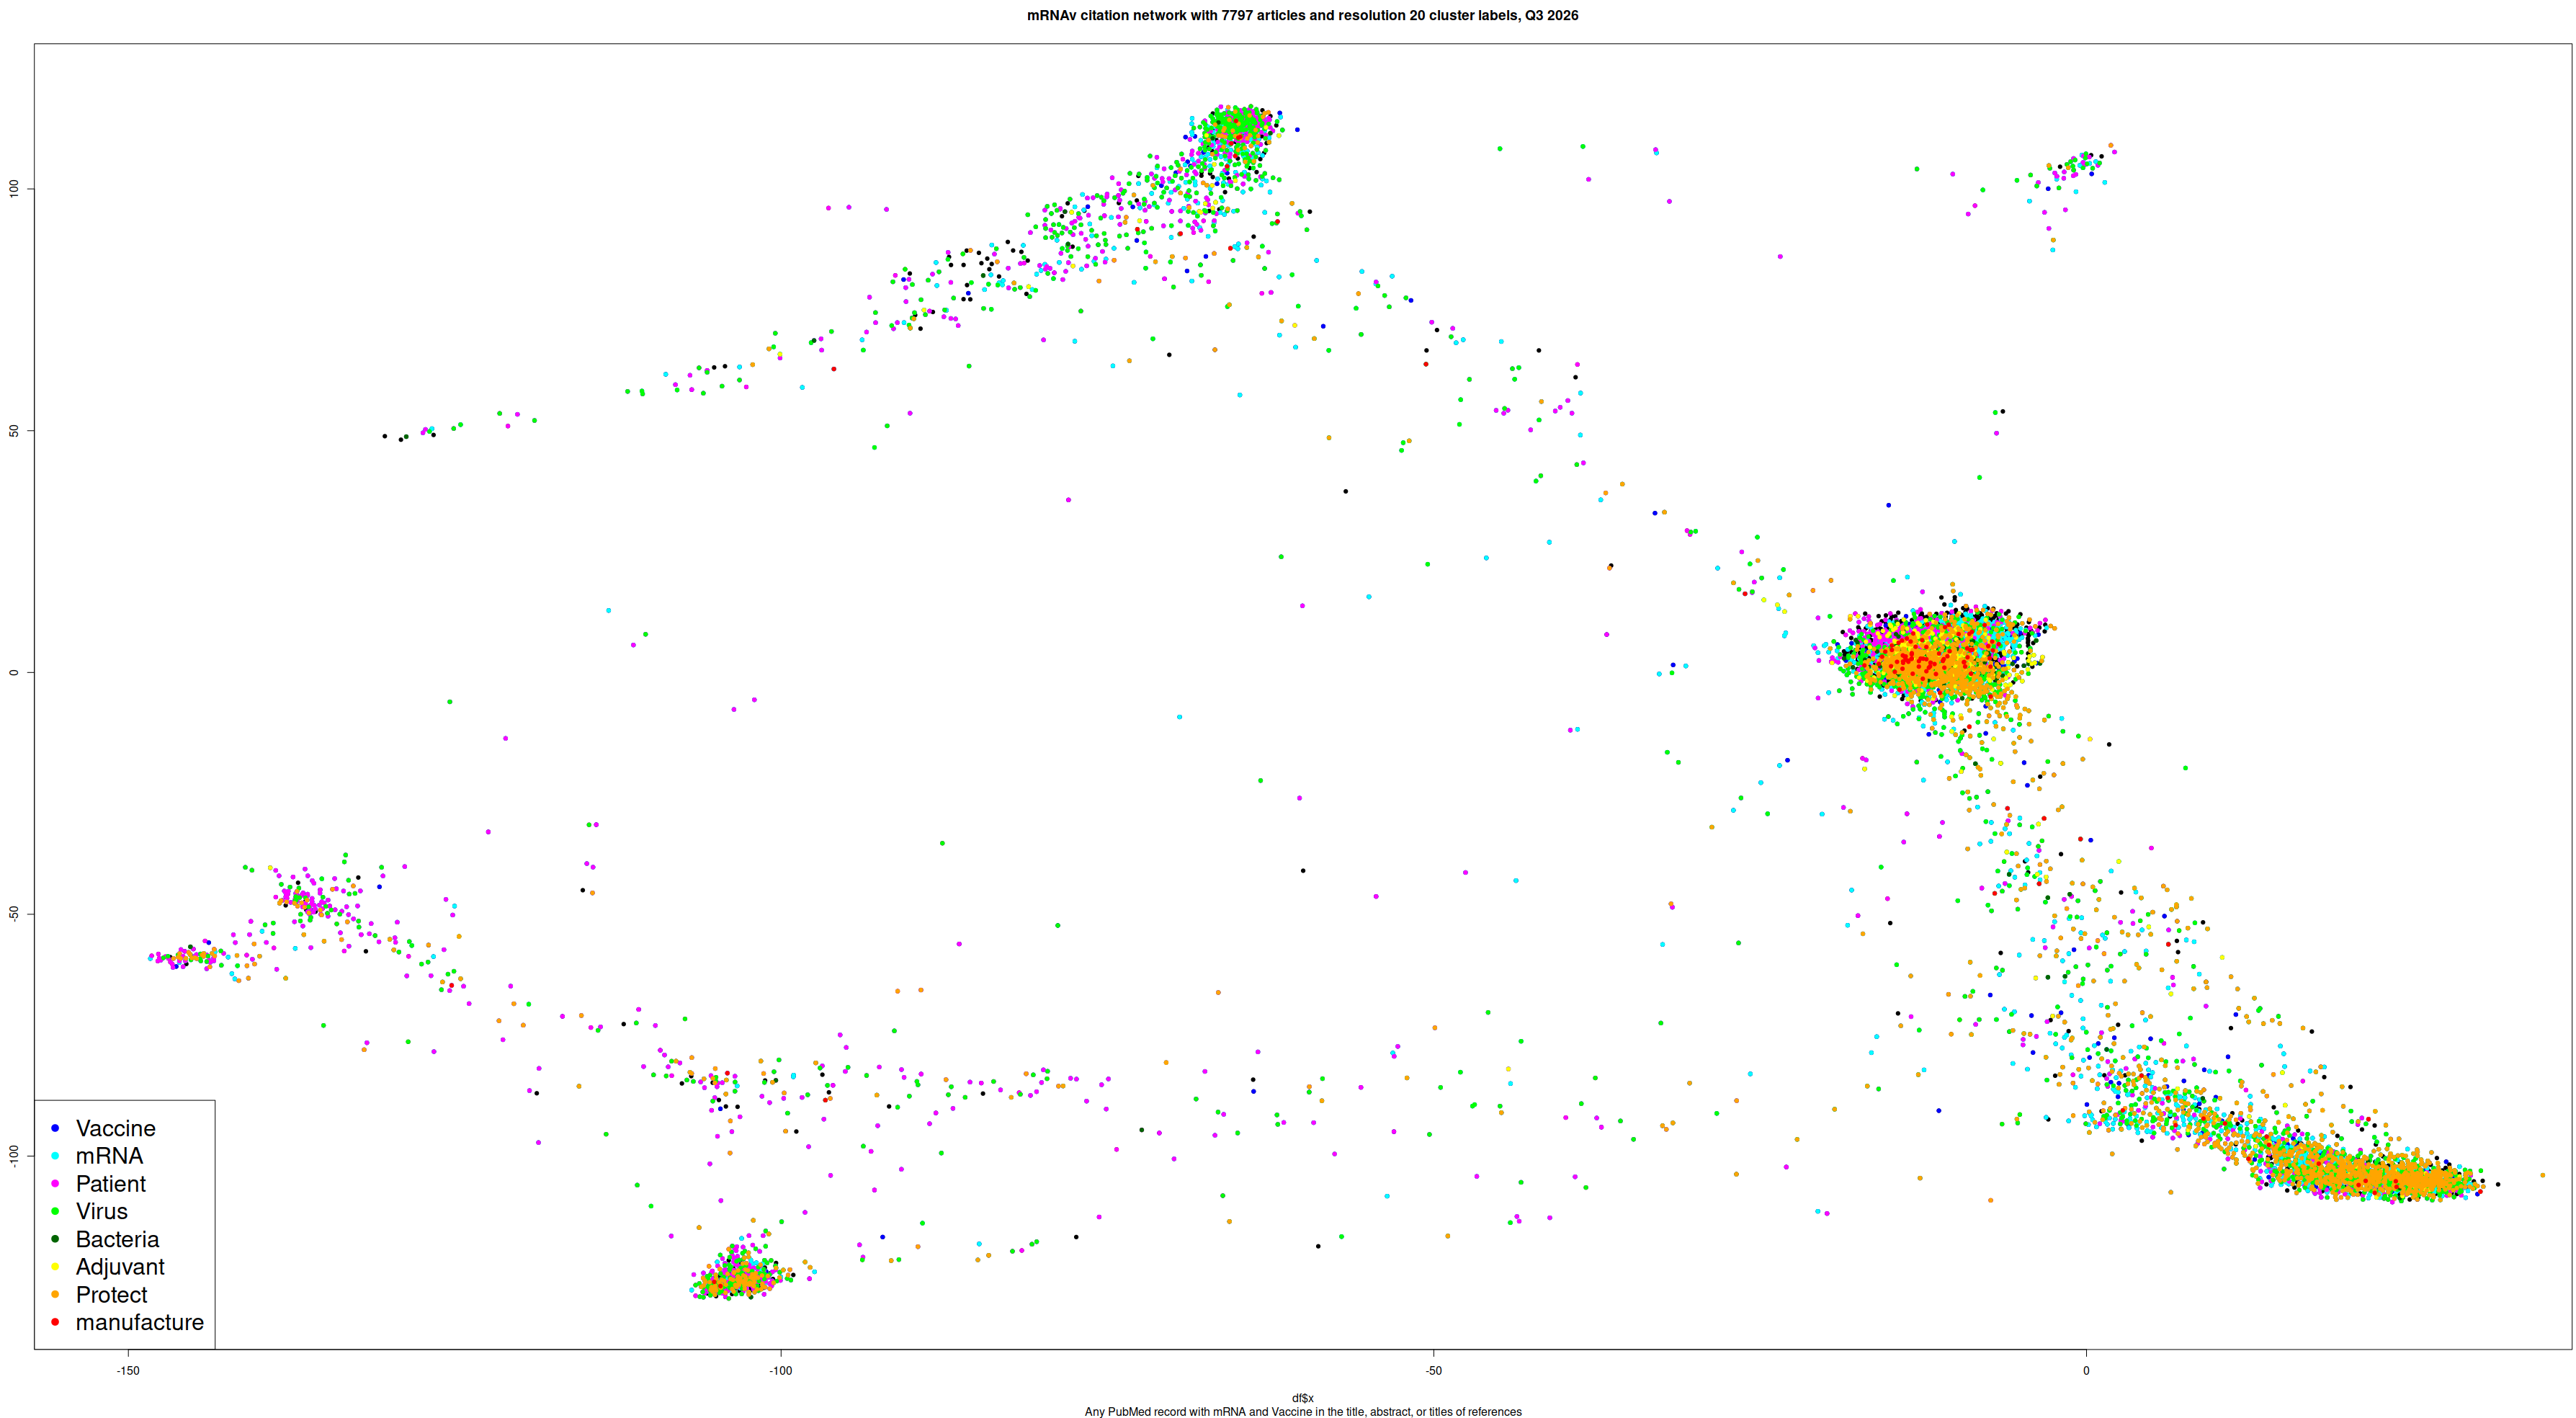 mRNAv citation network with 7797 articles and resolution 20 cluster labels, Q3 2026
100
50
0
-50
-100
Vaccine
mRNA
Patient
Virus
Bacteria
Adjuvant
Protect
manufacture
-150
-100
-50
0
df$x
Any PubMed record with mRNA and Vaccine in the title, abstract, or titles of references